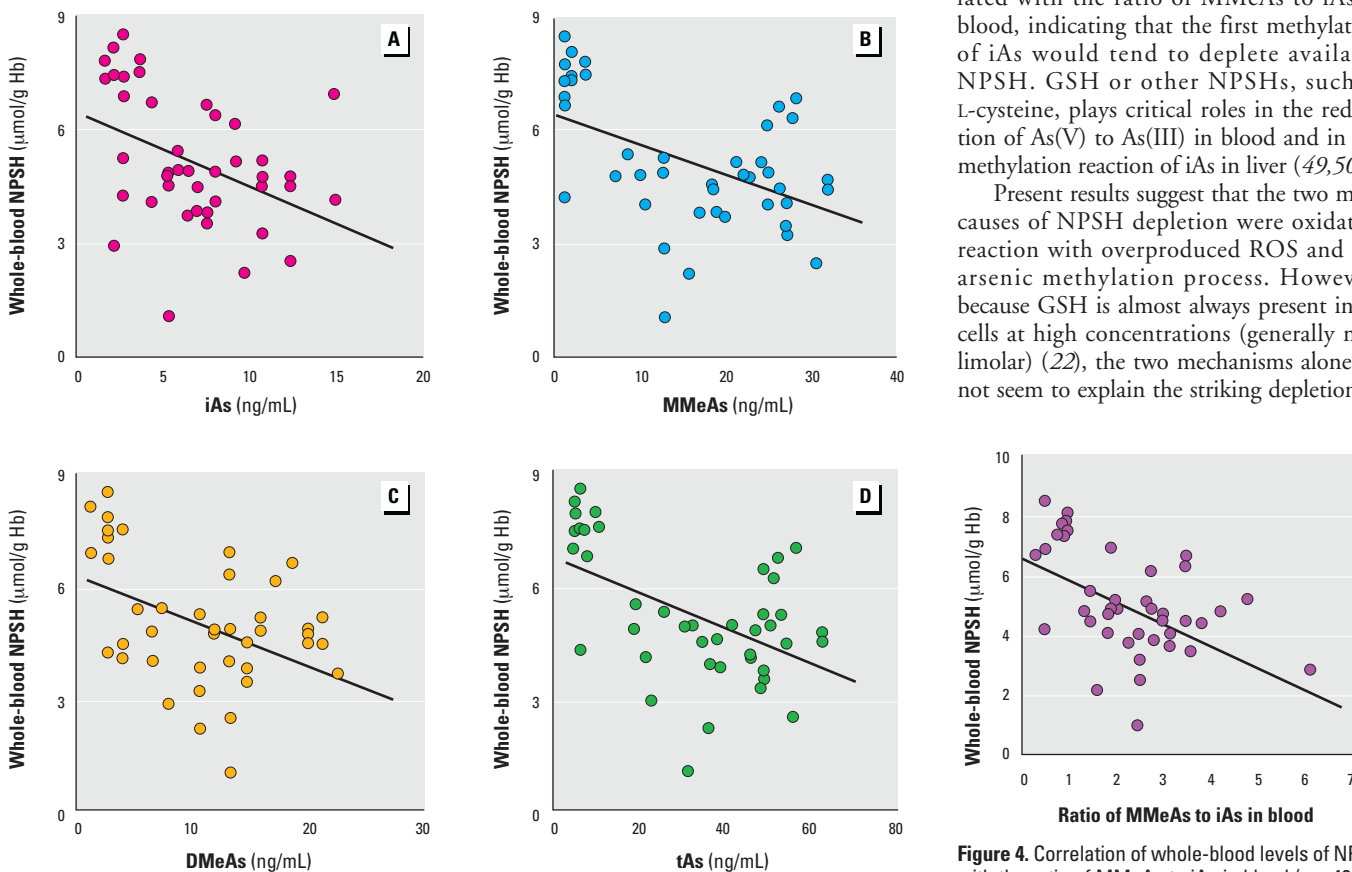 9
6
3
0
Whole-blood NPSH (μmol/g Hb)
A
0 5 10 15 20
iAs (ng/mL)
9
6
3
0
Whole-blood NPSH (μmol/g Hb)
B
0 10 20 30 40
MMeAs (ng/mL)
9
6
3
0
Whole-blood NPSH (μmol/g Hb)
C
0 10 20 30
DMeAs (ng/mL)
9
6
3
0
Whole-blood NPSH (μmol/g Hb)
D
0 20 40 60 80
tAs (ng/mL)
lated with the ratio of MMeAs to iAs
blood, indicating that the first methylat
of iAs would tend to deplete availa
NPSH. GSH or other NPSHs, such
L-cysteine, plays critical roles in the red
tion of As(V) to As(III) in blood and in
methylation reaction of iAs in liver (49,50
Present results suggest that the two m
causes of NPSH depletion were oxidat
reaction with overproduced ROS and
arsenic methylation process. Howev
because GSH is almost always present in
cells at high concentrations (generally m
limolar) (22), the two mechanisms alone
not seem to explain the striking depletion
10
8
6
4
2
0
Whole-blood NPSH (μmol/g Hb)
0 1 2 3 4 5 6 7
Ratio of MMeAs to iAs in blood
Figure 4. Correlation of whole-blood levels of NP